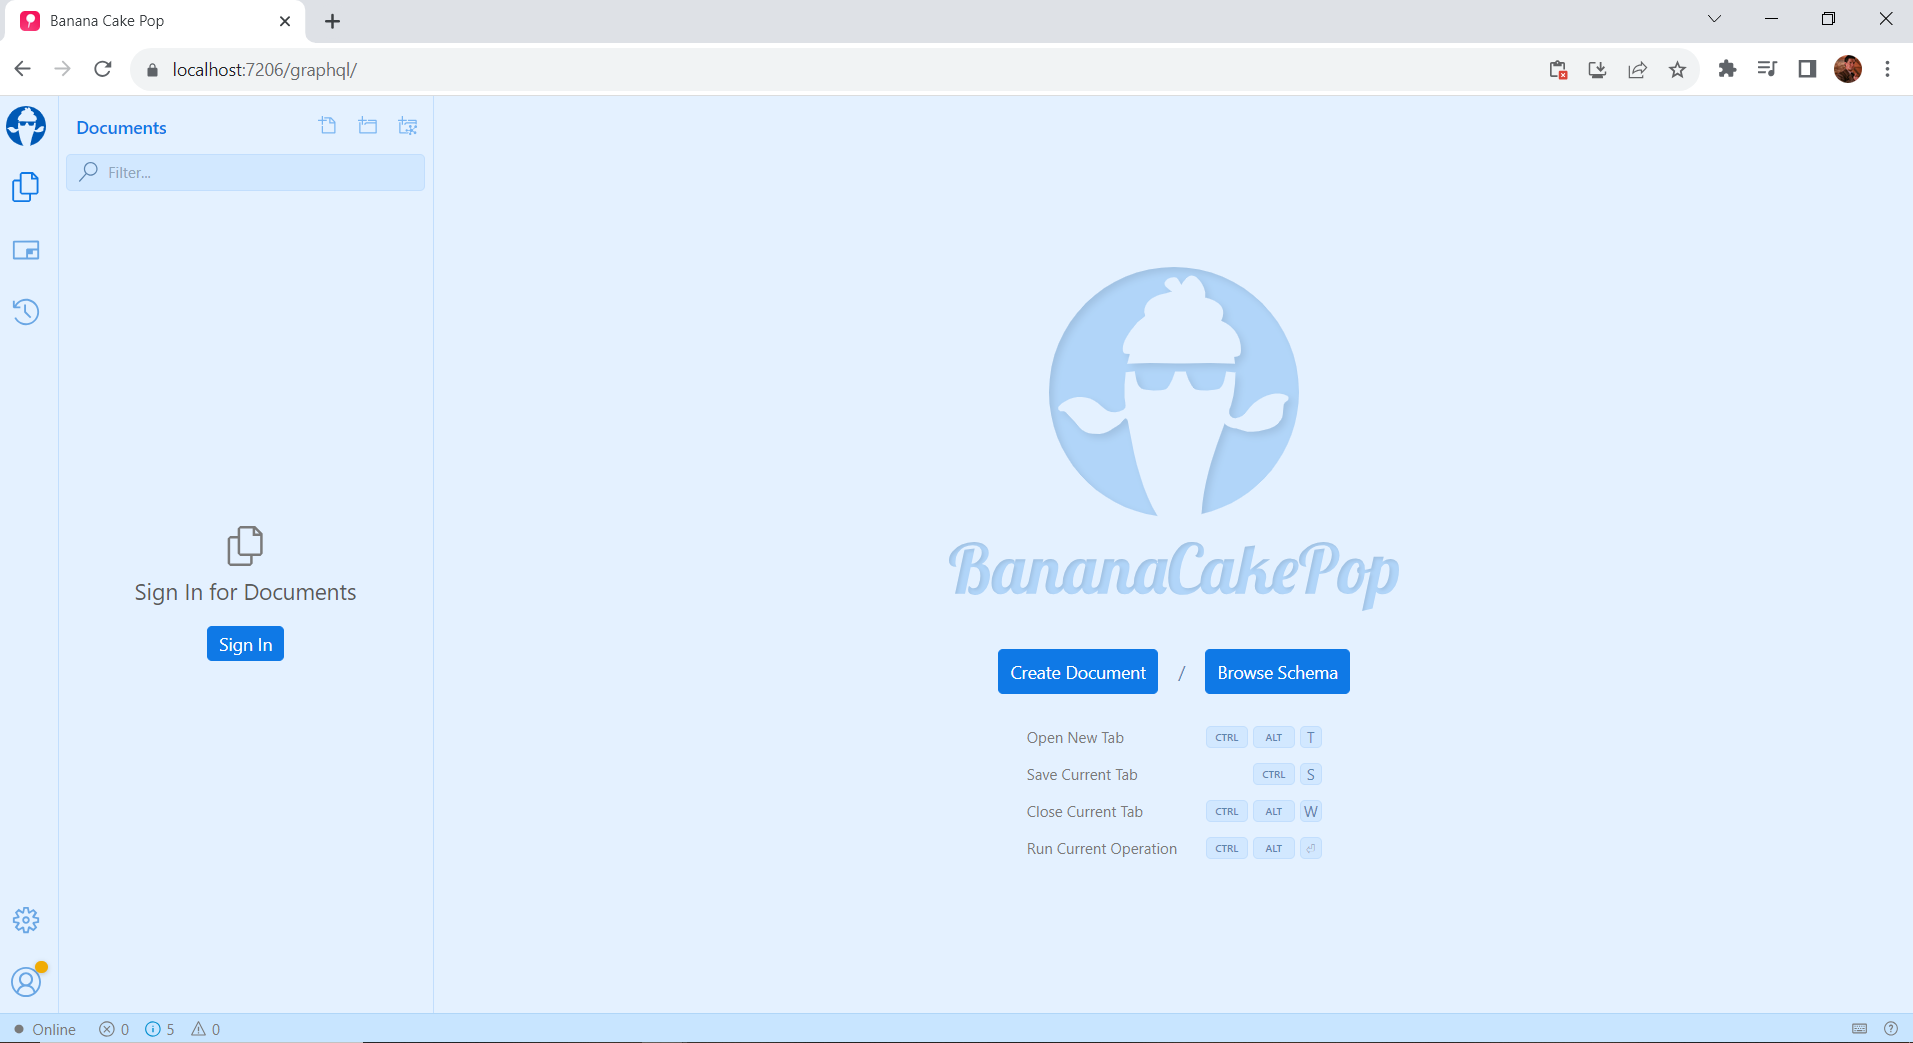 Banana Cake Pop
localhost:7206/graphql/
Documents
Filter...
Sign In for Documents
Sign In
BananaCakePop
Create Document / Browse Schema
Open New Tab CTRL ALT T
Save Current Tab CTRL S
Close Current Tab CTRL ALT W
Run Current Operation CTRL ALT ⏎
Online 0 5 0